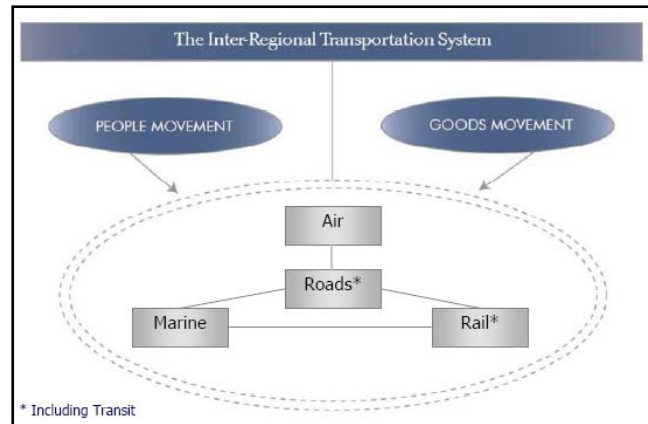 The Inter-Regional Transportation System
PEOPLE MOVEMENT
GOODS MOVEMENT
Air
Roads*
Marine
Rail*
* Including Transit